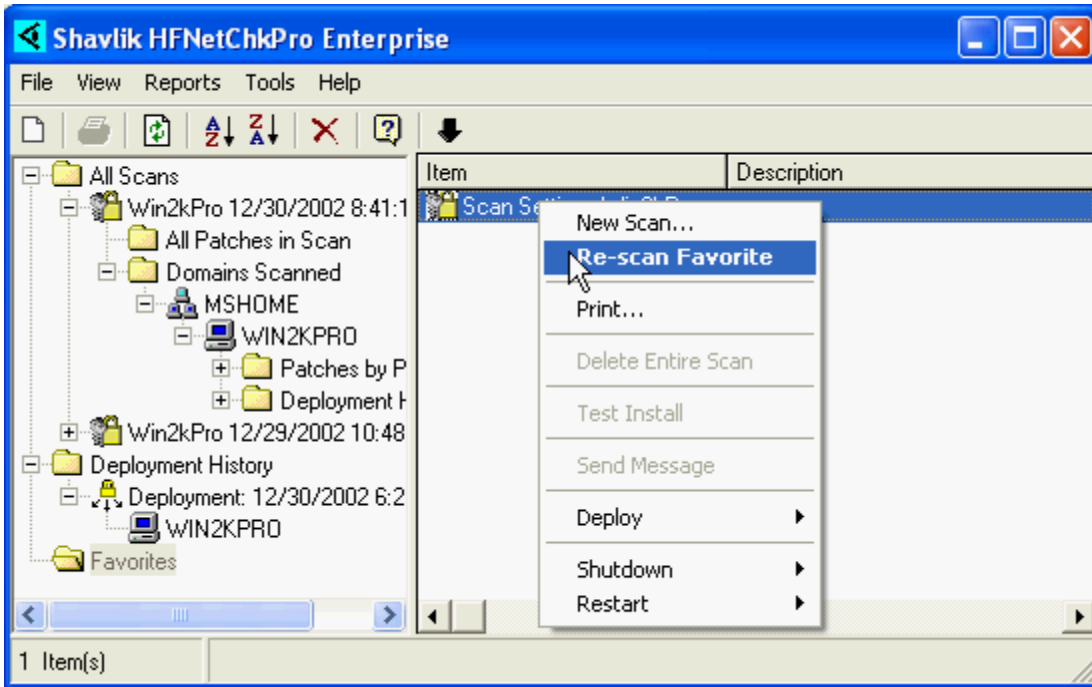 Shavlik HFNetChkPro Enterprise
File View Reports Tools Help
Item Description
All Scans
Win2kPro 12/30/2002 8:41:1
All Patches in Scan
Domains Scanned
MSHOME
WIN2KPRO
Patches by P
Deployment H
Win2kPro 12/29/2002 10:48
Deployment History
Deployment: 12/30/2002 6:2
WIN2KPRO
Favorites
Scan
New Scan...
Re-scan Favorite
Print...
Delete Entire Scan
Test Install
Send Message
Deploy
Shutdown
Restart
1 Item(s)